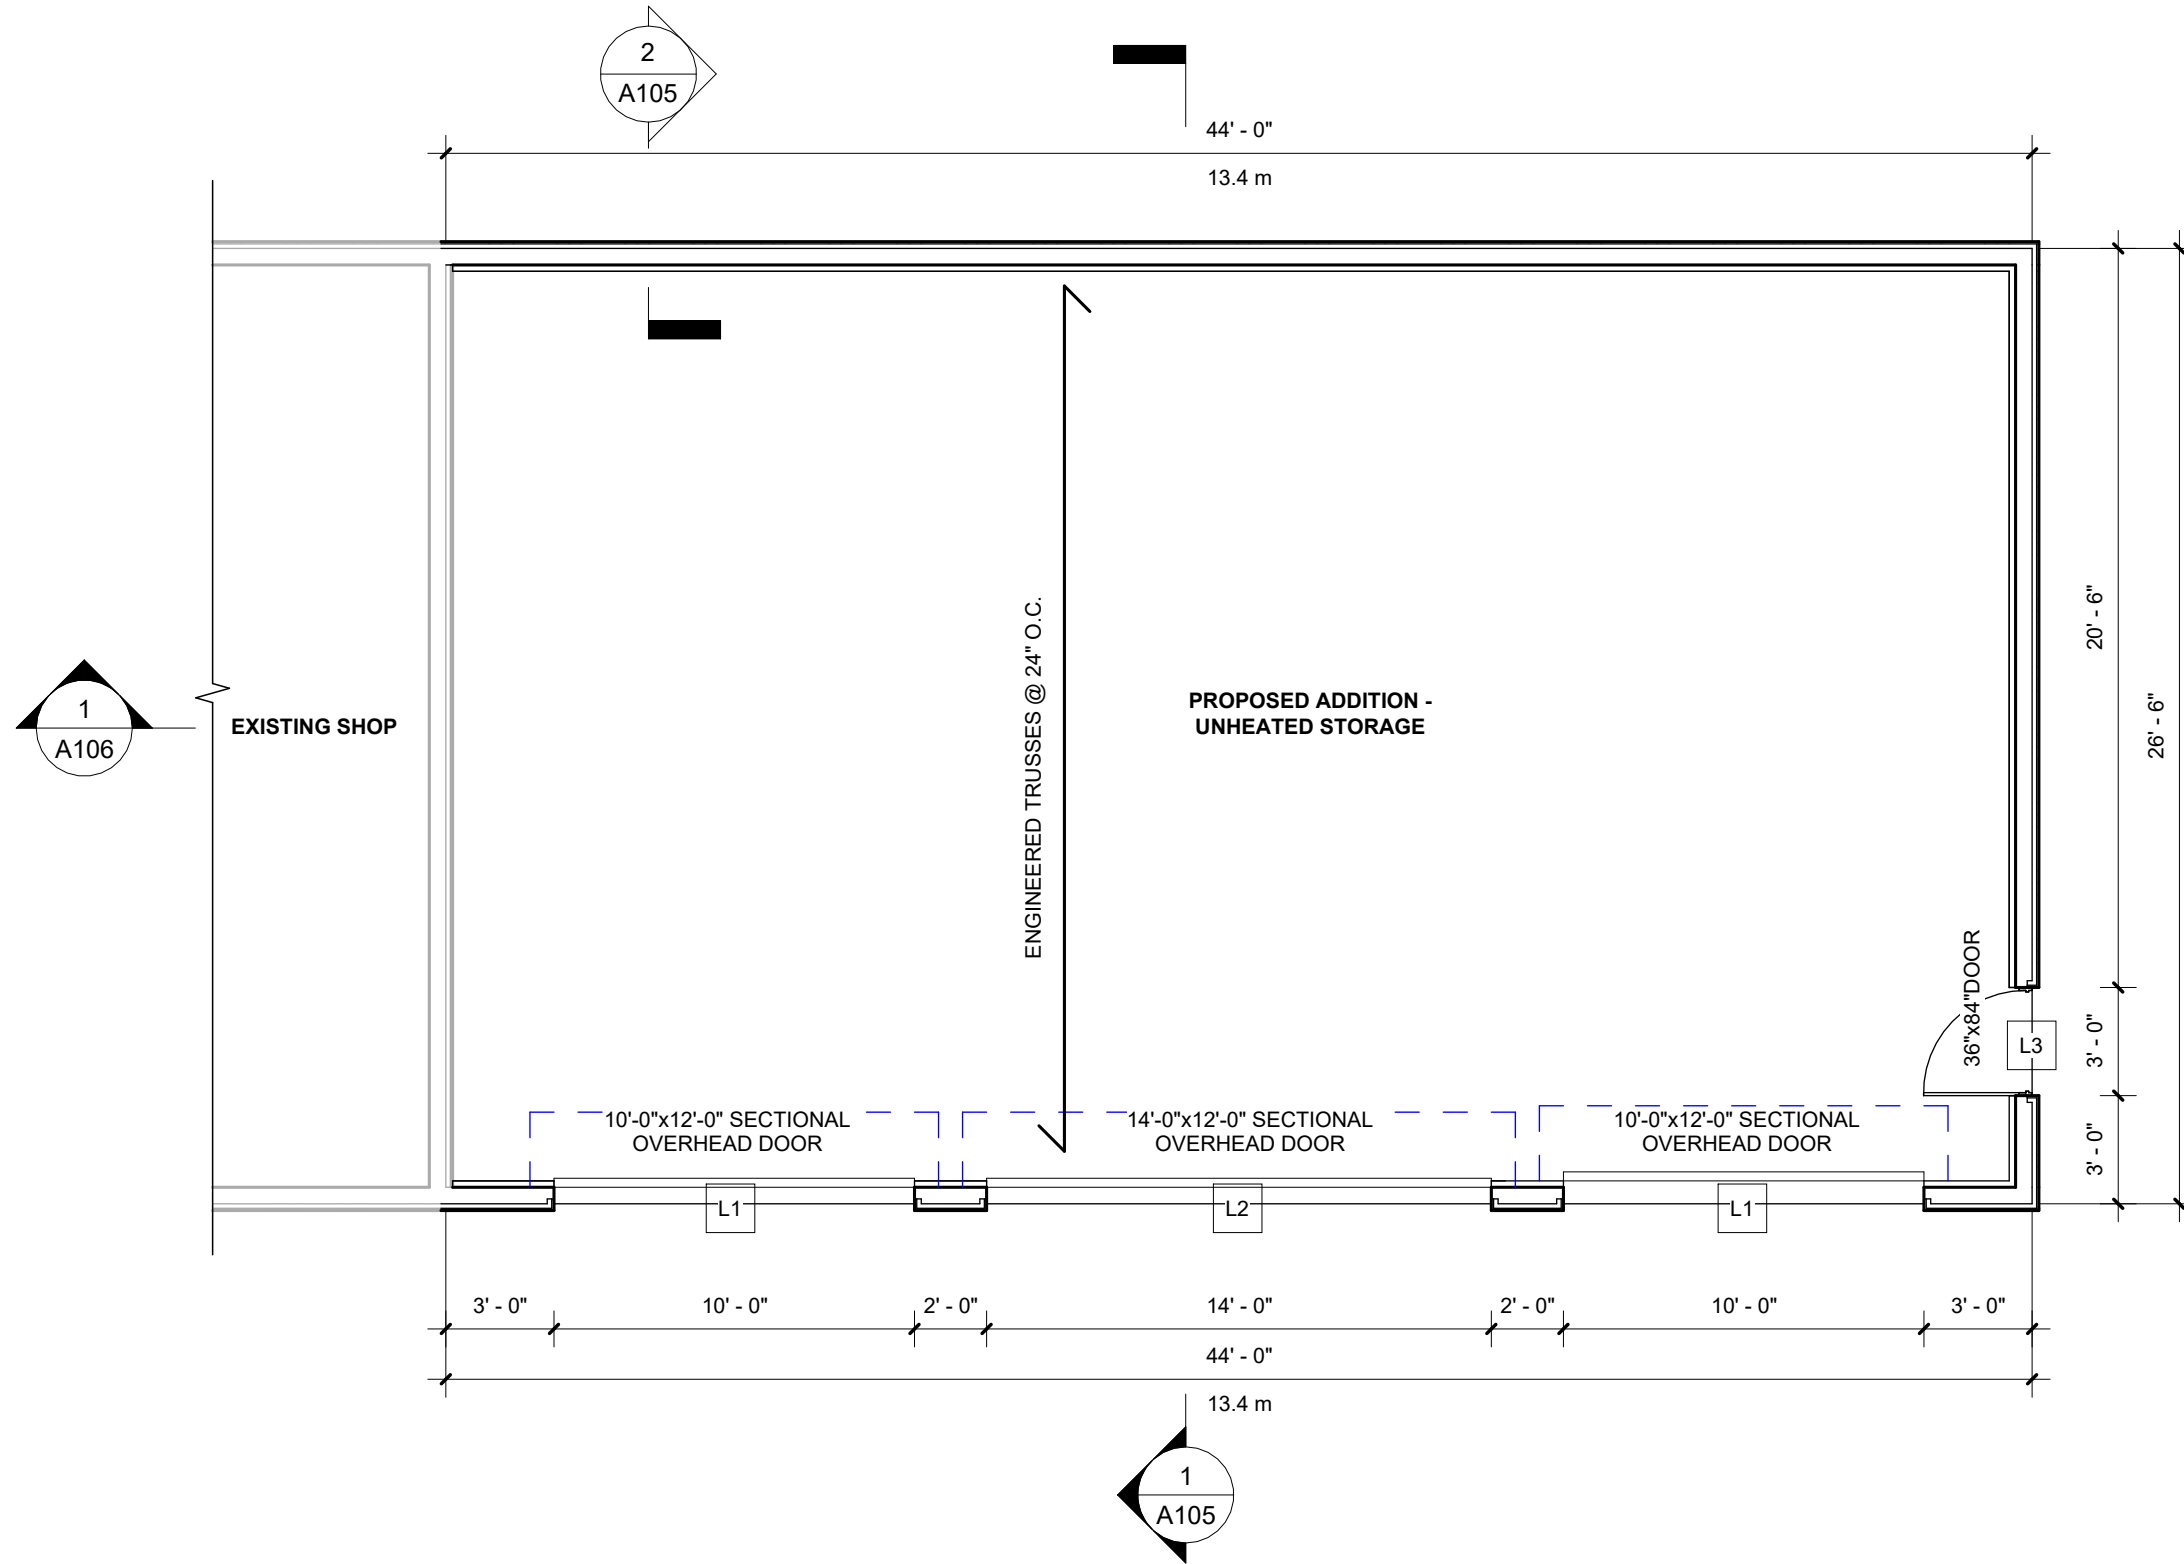 2
A105
44' - 0"
13.4 m
20' - 6"
26' - 6"
ENGINEERED TRUSSES @ 24" O.C.
PROPOSED ADDITION -
UNHEATED STORAGE
1
A106
EXISTING SHOP
36"x84"DOOR
L3
3' - 0"
3' - 0"
10'-0"x12'-0" SECTIONAL
OVERHEAD DOOR
14'-0"x12'-0" SECTIONAL
OVERHEAD DOOR
10'-0"x12'-0" SECTIONAL
OVERHEAD DOOR
L1
L2
L1
3' - 0"
10' - 0"
2' - 0"
14' - 0"
2' - 0"
10' - 0"
3' - 0"
44' - 0"
13.4 m
1
A105